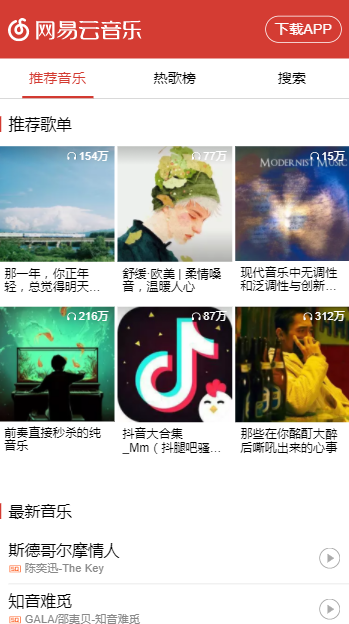 网易云音乐
下载APP
推荐音乐
热歌榜
搜索
推荐歌单
154万
77万
MODERNIST MUSIC
15万
那一年，你正年
轻，总觉得明天...
舒缓·欧美 | 柔情嗓
音，温暖人心
现代音乐中无调性
和泛调性与创新...
216万
87万
312万
前奏直接秒杀的纯
音乐
抖音大合集
_Mm（抖腿吧骚...
那些在你酩酊大醉
后嘶吼出来的心事
最新音乐
斯德哥尔摩情人
SQ 陈奕迅-The Key
知音难觅
SQ GALA/邵夷贝-知音难觅